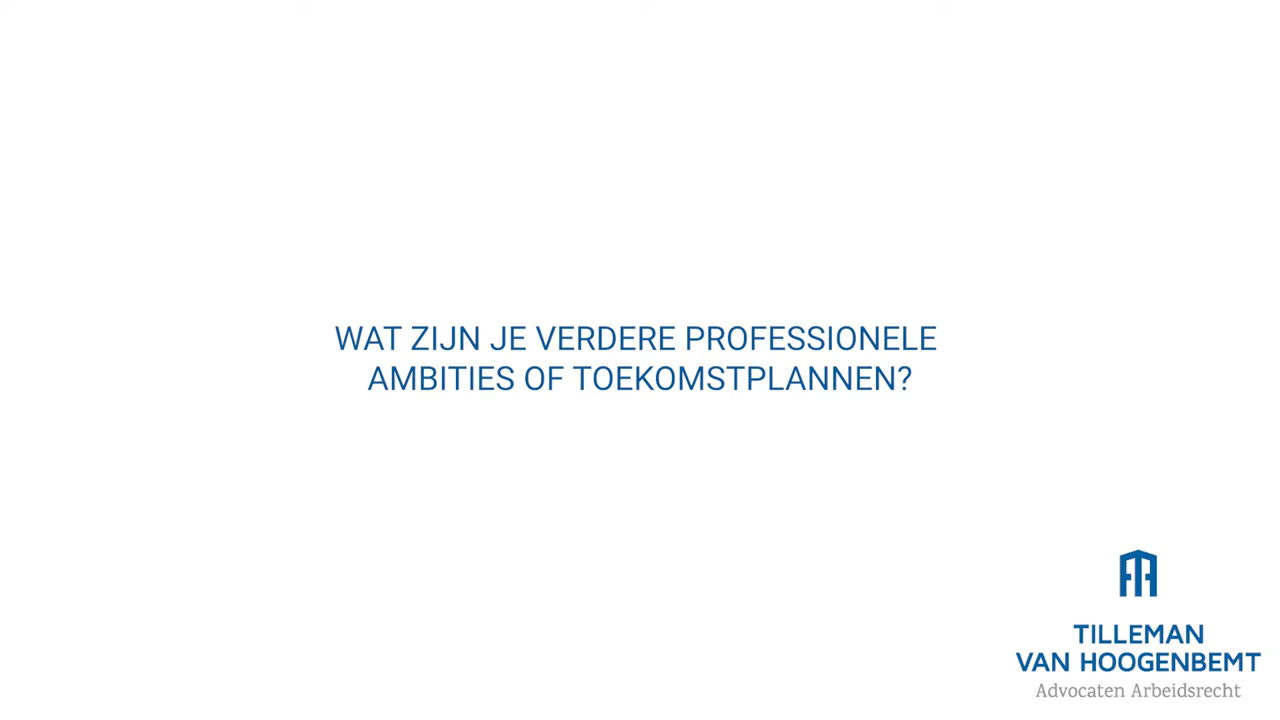 WAT ZIJN JE VERDERE PROFESSIONELE
AMBITIES OF TOEKOMSTPLANNEN?
TILLEMAN
VAN HOOGENBEMT
Advocaten Arbeidsrecht